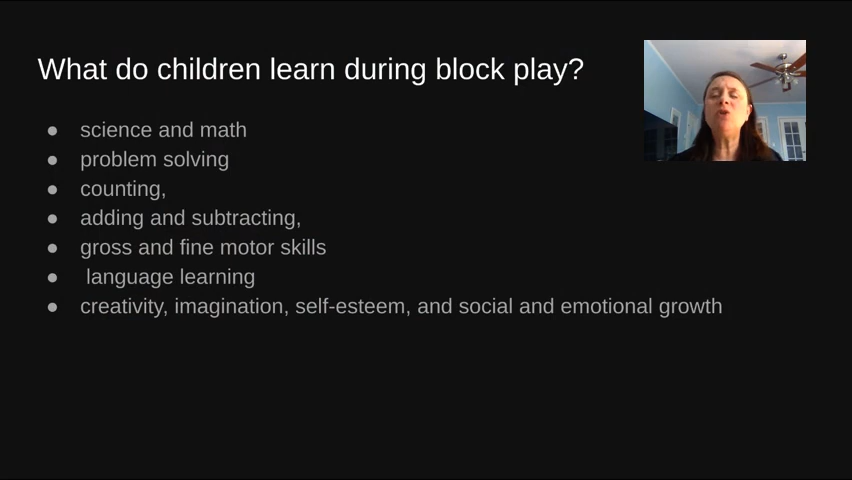 What do children learn during block play?
● science and math
● problem solving
● counting,
● adding and subtracting,
● gross and fine motor skills
● language learning
● creativity, imagination, self-esteem, and social and emotional growth